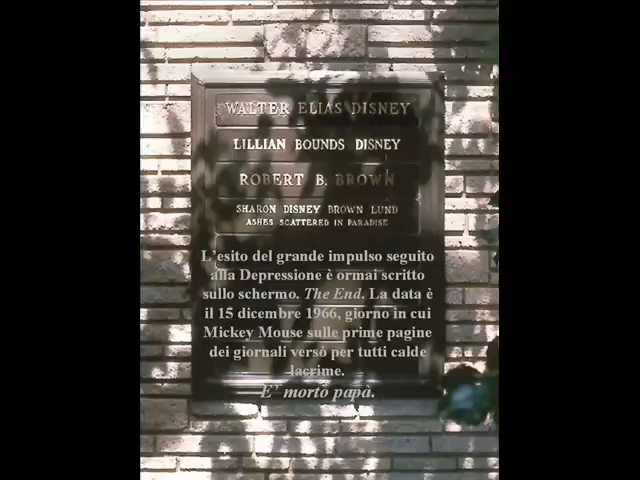 WALTER ELIAS DISNEY
LILLIAN BOUNDS DISNEY
ROBERT B. BROWN
SHARON DISNEY BROWN LUND
ASHES SCATTERED IN PARADISE
L'esito del grande impulso seguito
alla Depressione è ormai scritto
sullo schermo. The End. La data è
il 15 dicembre 1966, giorno in cui
Mickey Mouse sulle prime pagine
dei giornali versò per tutti calde
lacrime.
E' morto papà.